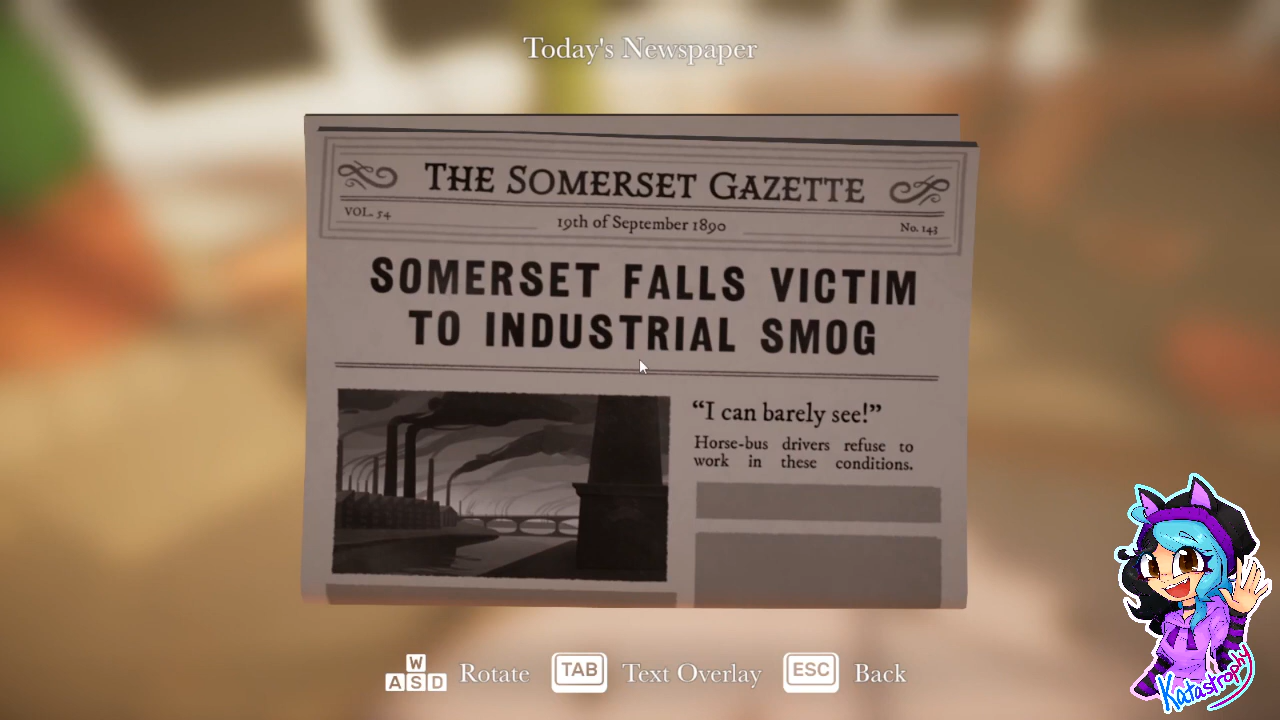 Today's Newspaper
THE SOMERSET GAZETTE
VOL. 54
19th of September 1890
No. 143
SOMERSET FALLS VICTIM
TO INDUSTRIAL SMOG
“I can barely see!”
Horse-bus drivers refuse to
work in these conditions.
W
A S D Rotate TAB Text Overlay ESC Back
Katastrophy